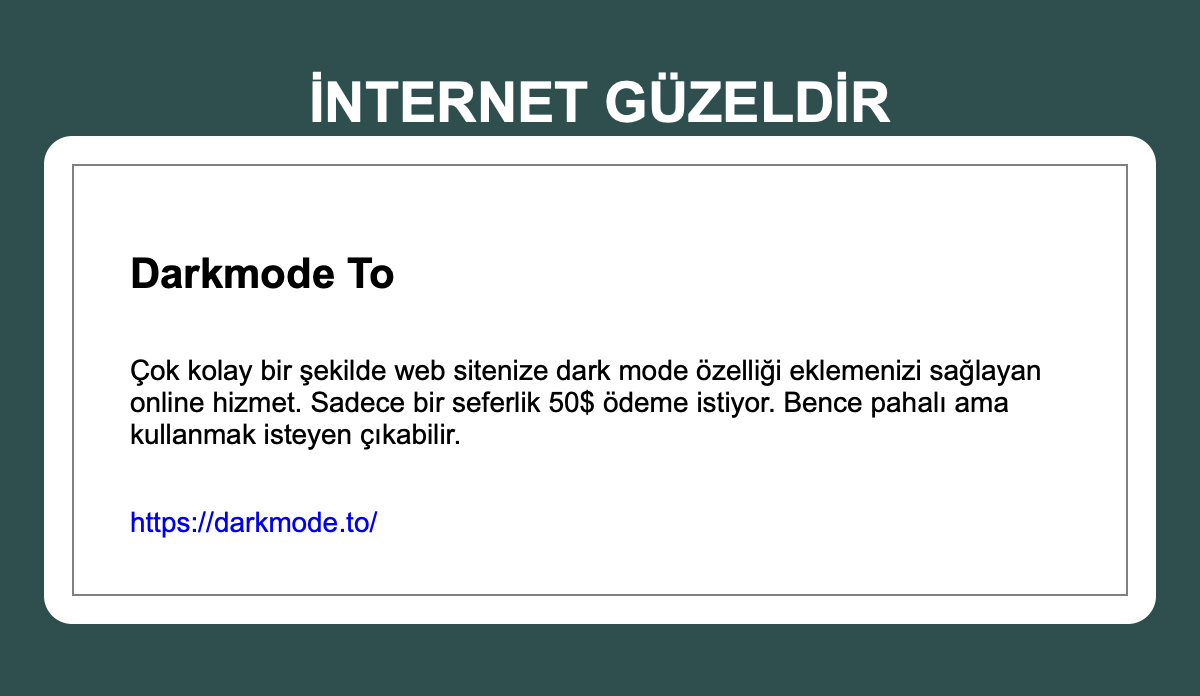 İNTERNET GÜZELDİR
Darkmode To
Çok kolay bir şekilde web sitenize dark mode özelliği eklemenizi sağlayan
online hizmet. Sadece bir seferlik 50$ ödeme istiyor. Bence pahalı ama
kullanmak isteyen çıkabilir.
https://darkmode.to/